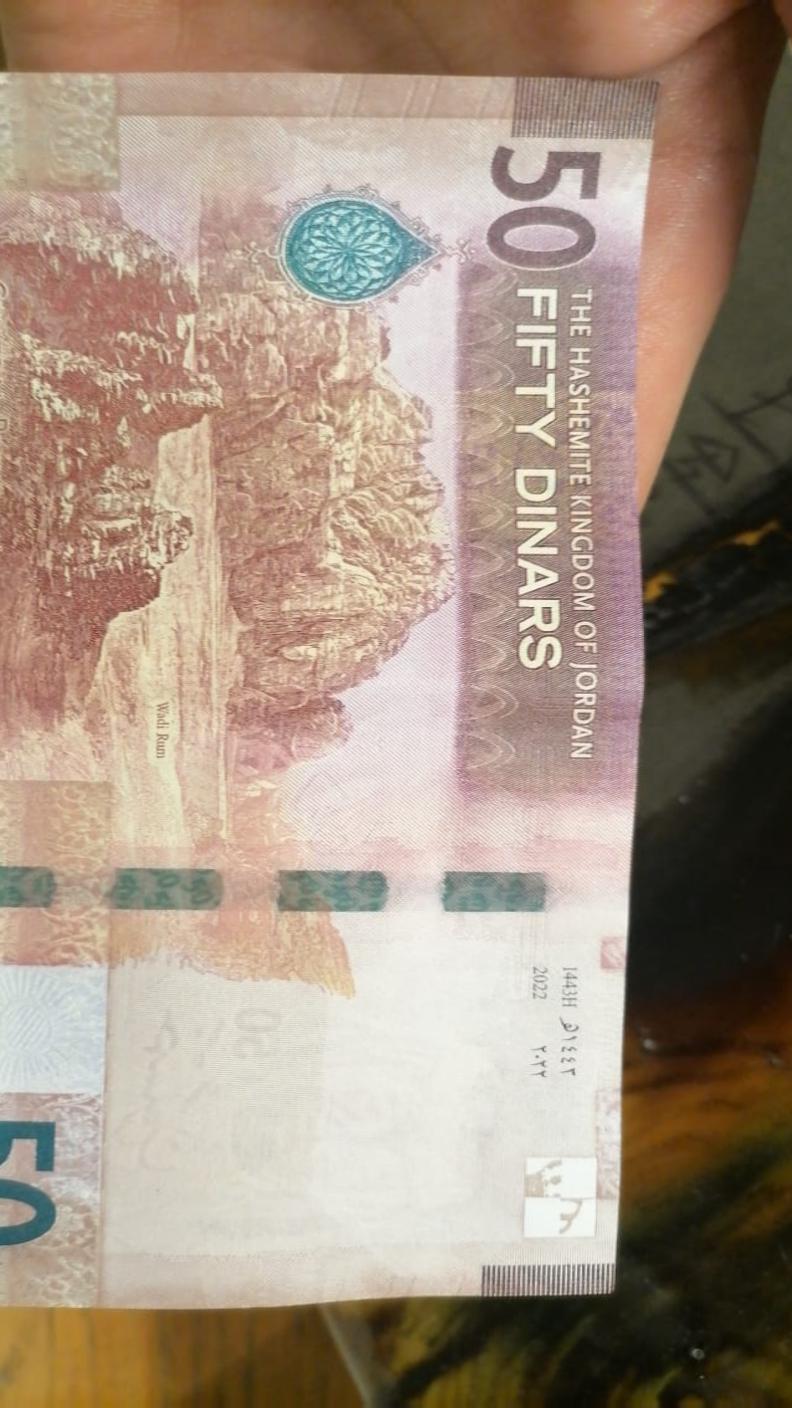 50
THE HASHEMITE KINGDOM OF JORDAN
FIFTY DINARS
1443H ١٤٤٣هـ
2022 ٢٠٢٢
Wadi Rum
50